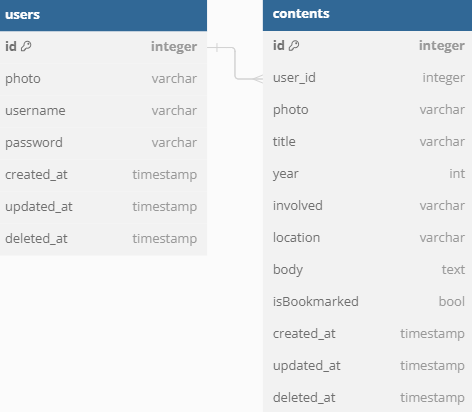 users
id integer
photo varchar
username varchar
password varchar
created_at timestamp
updated_at timestamp
deleted_at timestamp
contents
id integer
user_id integer
photo varchar
title varchar
year int
involved varchar
location varchar
body text
isBookmarked bool
created_at timestamp
updated_at timestamp
deleted_at timestamp